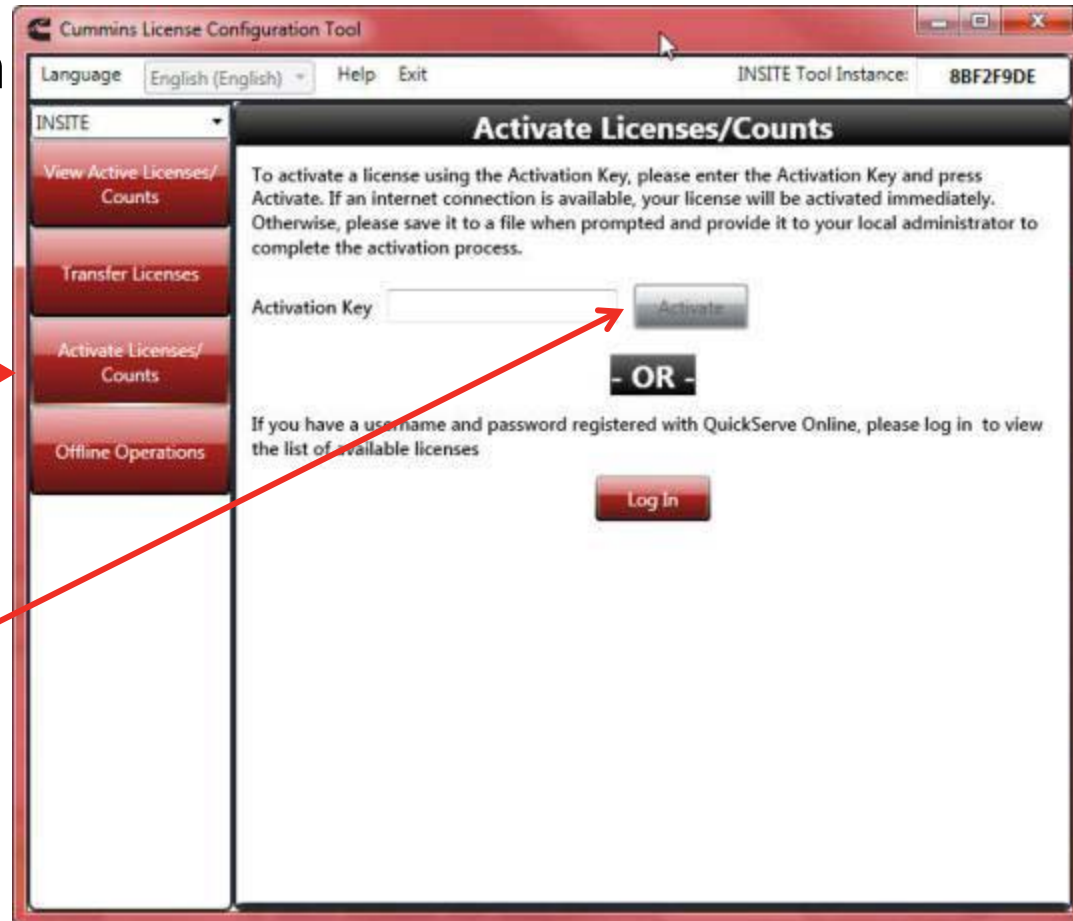 Cummins License Configuration Tool
Language English (English) Help Exit INSITE Tool Instance: 8BF2F9DE
INSITE
View Active Licenses/
Counts
Transfer Licenses
Activate Licenses/
Counts
Offline Operations
Activate Licenses/Counts
To activate a license using the Activation Key, please enter the Activation Key and press
Activate. If an internet connection is available, your license will be activated immediately.
Otherwise, please save it to a file when prompted and provide it to your local administrator to
complete the activation process.
Activation Key Activate
- OR -
If you have a username and password registered with QuickServe Online, please log in to view
the list of available licenses
Log In